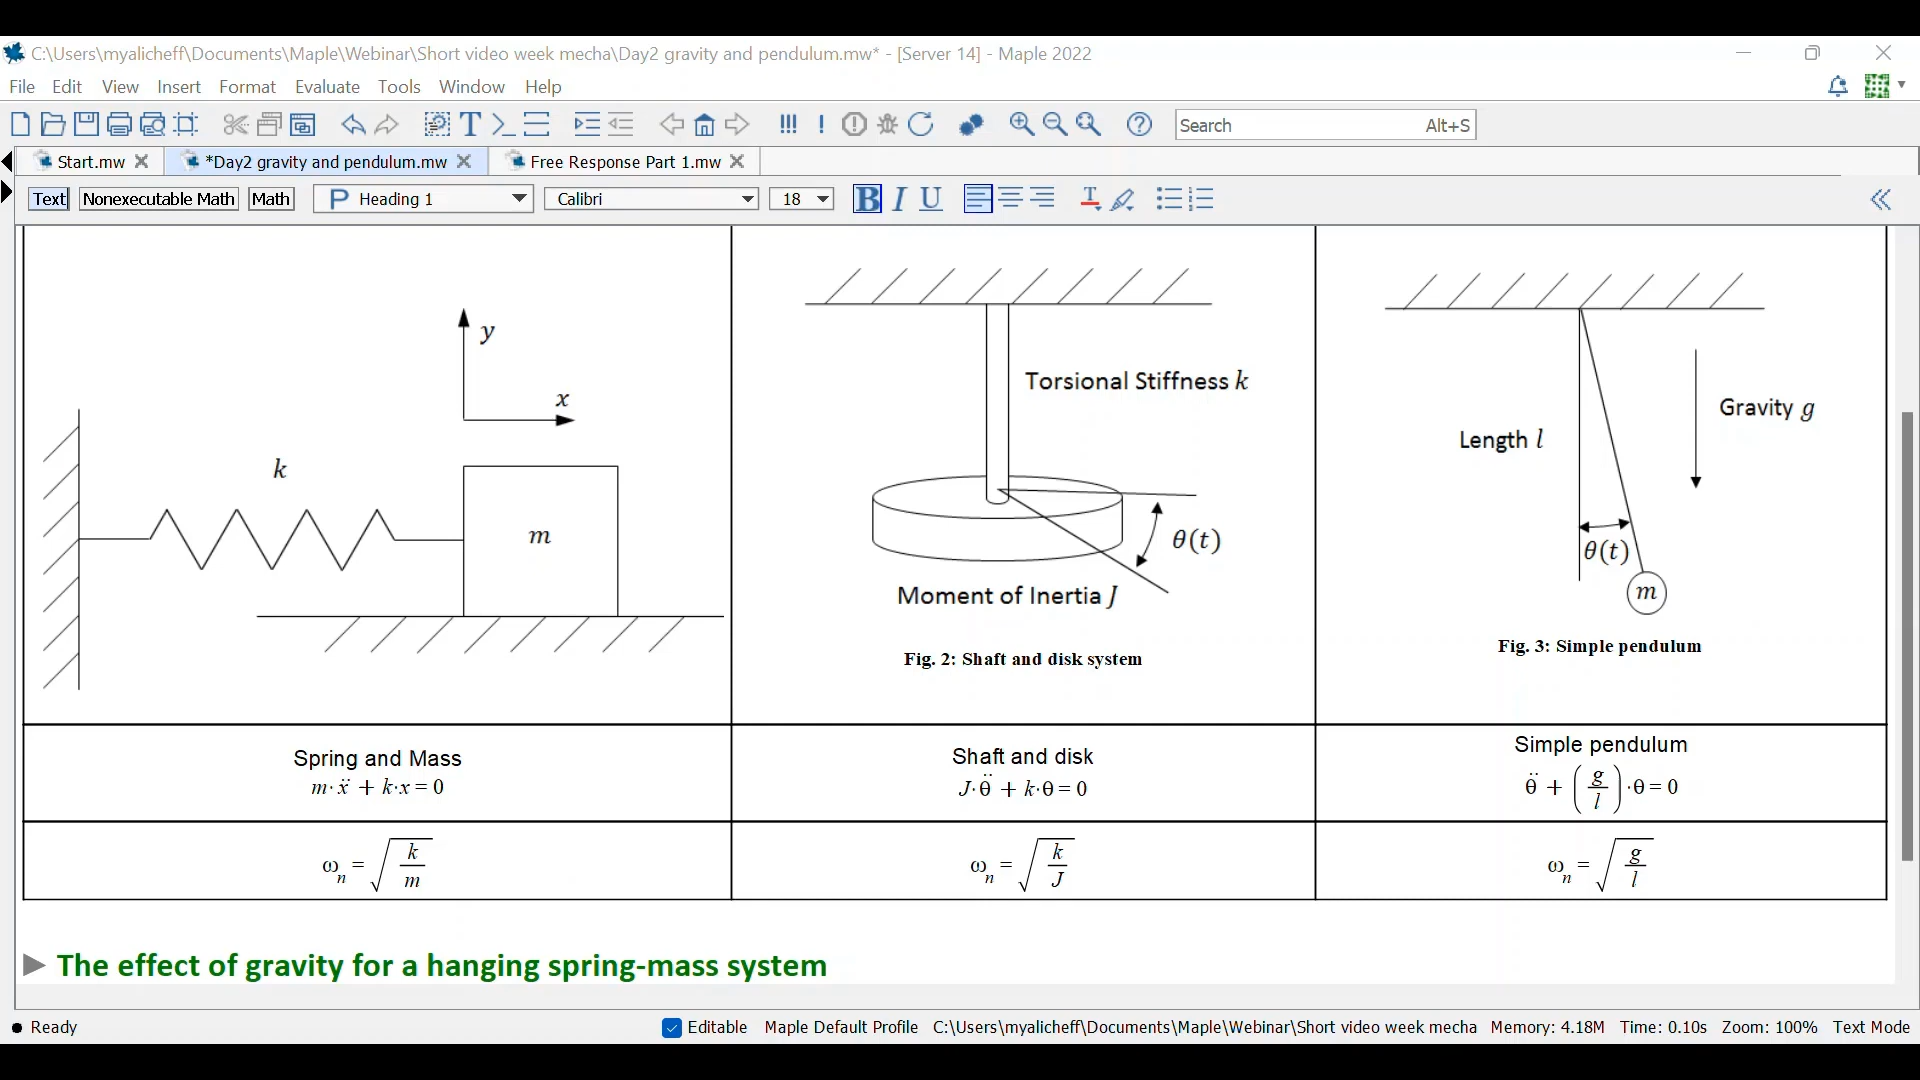 C:\Users\myalicheff\Documents\Maple\Webinar\Short video week mecha\Day2 gravity and pendulum.mw* - [Server 14] - Maple 2022
File Edit View Insert Format Evaluate Tools Window Help
Search Alt+S
Start.mw *Day2 gravity and pendulum.mw Free Response Part 1.mw
Text Nonexecutable Math Math P Heading 1 Calibri 18 B I U
y
x
k
m
Torsional Stiffness k
θ(t)
Moment of Inertia J
Fig. 2: Shaft and disk system
Gravity g
Length l
θ(t)
m
Fig. 3: Simple pendulum
Spring and Mass
m·ẍ + k·x = 0
Shaft and disk
J·θ̈ + k·θ = 0
Simple pendulum
θ̈ + (g/l)·θ = 0
ω_n = √(k/m)
ω_n = √(k/J)
ω_n = √(g/l)
The effect of gravity for a hanging spring-mass system
Ready Editable Maple Default Profile C:\Users\myalicheff\Documents\Maple\Webinar\Short video week mecha Memory: 4.18M Time: 0.10s Zoom: 100% Text Mode